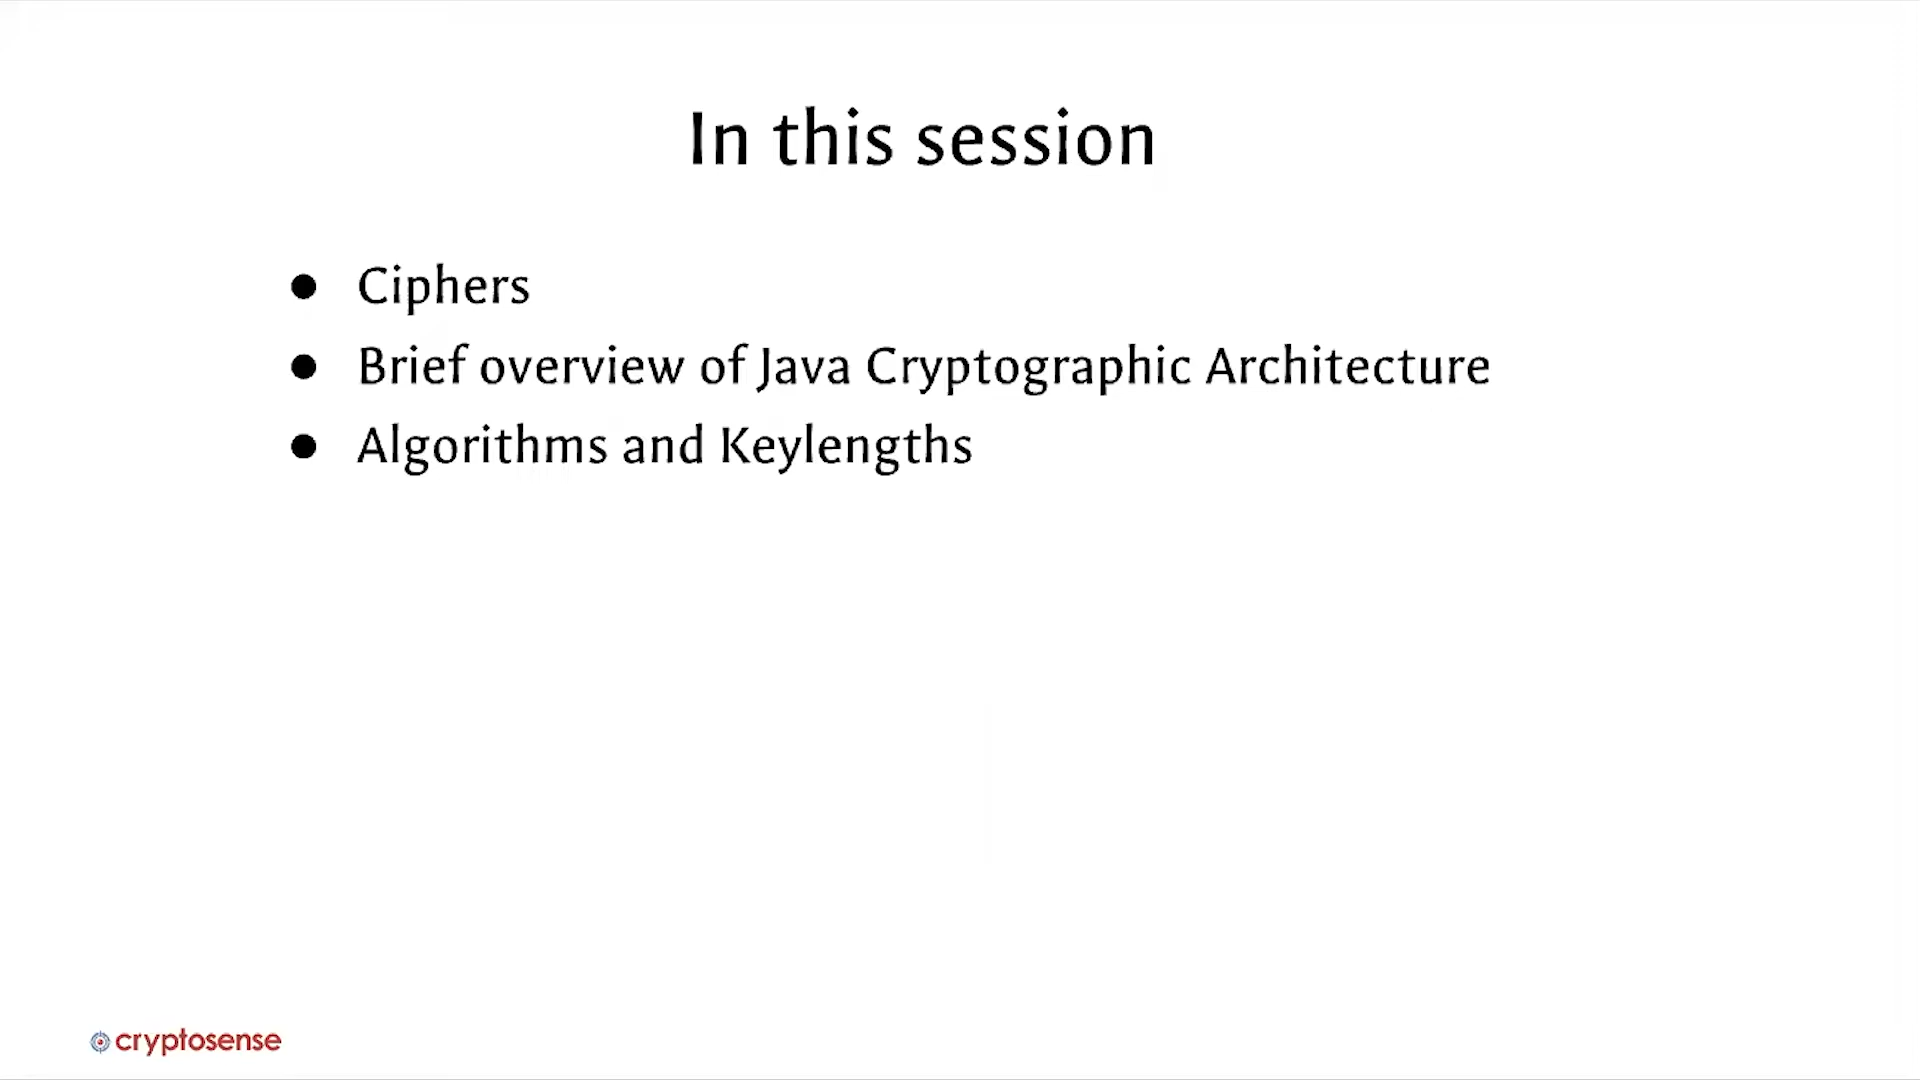 In this session
● Ciphers
● Brief overview of Java Cryptographic Architecture
● Algorithms and Keylengths
cryptosense